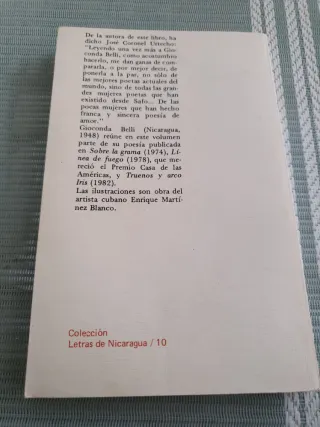 De la autora de este libro, ha
dicho José Coronel Urtecho:
"Leyendo una vez más a Gio-
conda Belli, como acostumbro
hacerlo, me dan ganas de com-
pararla, o por mejor decir, de
ponerla a la par, no sólo de
las mejores poetas actuales del
mundo, sino de todas las gran-
des mujeres poetas que han
existido desde Safo... De las
pocas mujeres que han hecho
franca y sincera poesía de
amor."
Gioconda Belli (Nicaragua,
1948) reúne en este volumen
parte de su poesía publicada
en Sobre la grama (1974), Lí-
nea de fuego (1978), que me-
reció el Premio Casa de las
Américas, y Truenos y arco
Iris (1982).
Las ilustraciones son obra del
artista cubano Enrique Martí-
nez Blanco.
Colección
Letras de Nicaragua / 10